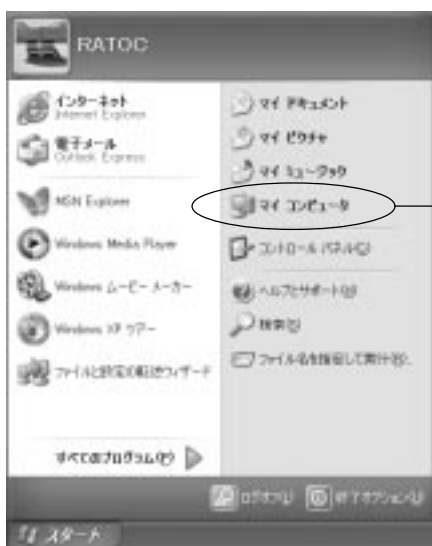 RATOC
インターネット
Internet Explorer
電子メール
Outlook Express
MSN Explorer
Windows Media Player
Windows ムービー メーカー
Windows XP ツアー
ファイルと設定の転送ウィザード
すべてのプログラム(P)
マイ ドキュメント
マイ ピクチャ
マイ ミュージック
マイ コンピュータ
コントロール パネル(C)
ヘルプとサポート(H)
検索(S)
ファイル名を指定して実行(R)...
ログオフ(L)
終了オプション(U)
スタート